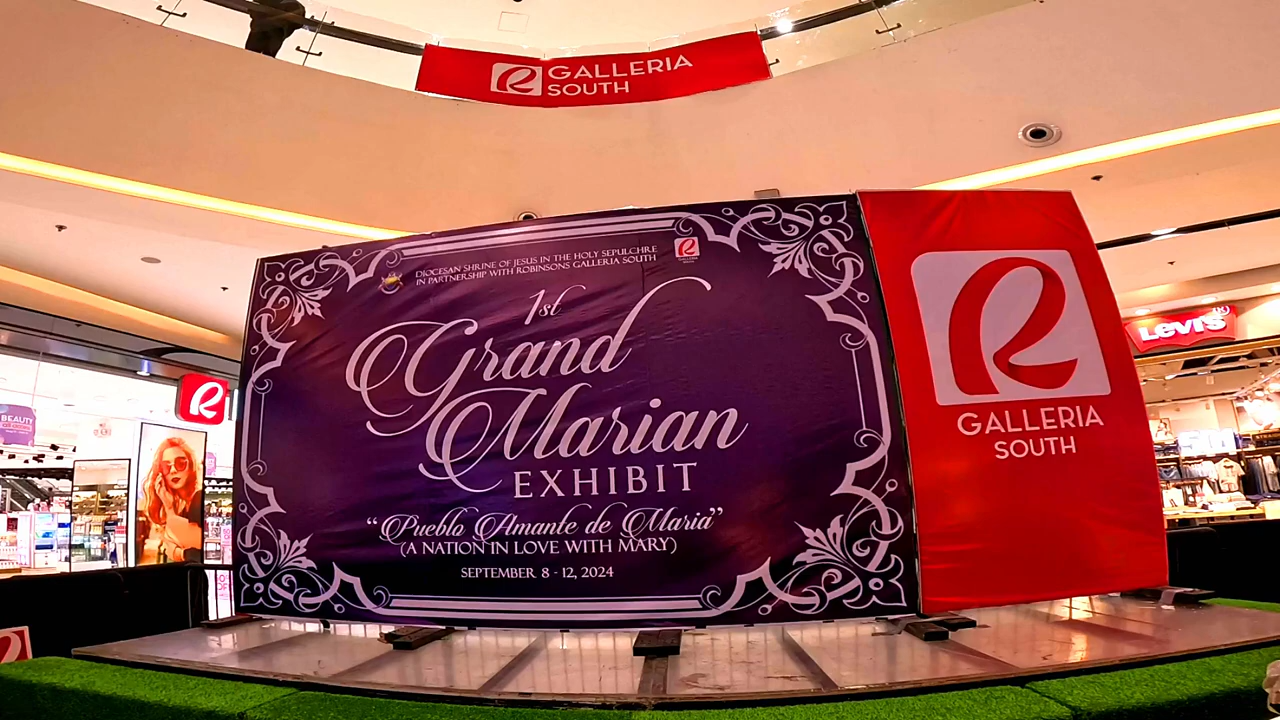 GALLERIA
SOUTH
DIOCESAN SHRINE OF JESUS IN THE HOLY SEPULCHRE
IN PARTNERSHIP WITH ROBINSONS GALLERIA SOUTH
1st
Grand
Marian
EXHIBIT
“Pueblo Amante de Maria”
(A NATION IN LOVE WITH MARY)
SEPTEMBER 8 - 12, 2024
R
GALLERIA
SOUTH
Levi's
BEAUTY